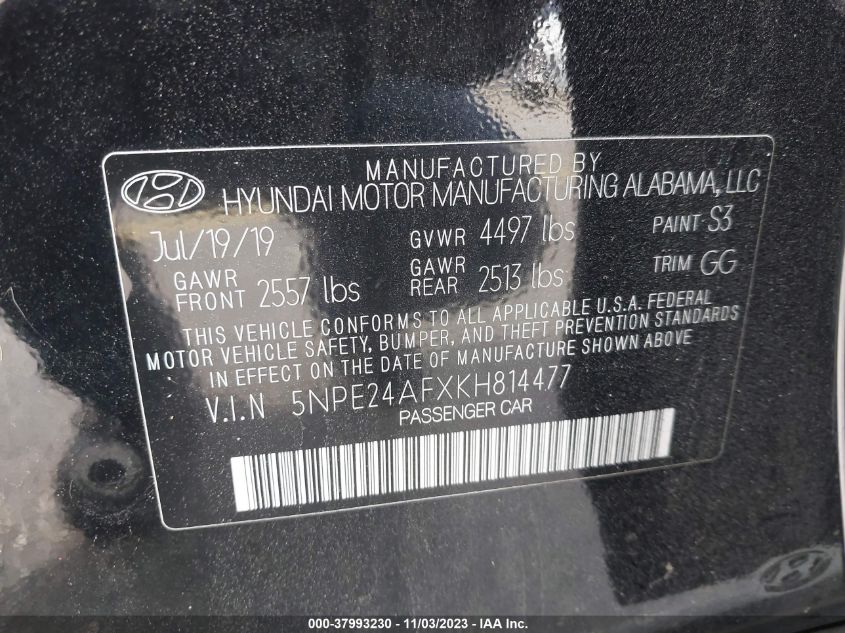 MANUFACTURED BY
HYUNDAI MOTOR MANUFACTURING ALABAMA, LLC
Jul/19/19 GVWR 4497 lbs PAINT S3
GAWR FRONT 2557 lbs GAWR REAR 2513 lbs TRIM GG
THIS VEHICLE CONFORMS TO ALL APPLICABLE U.S.A. FEDERAL
MOTOR VEHICLE SAFETY, BUMPER, AND THEFT PREVENTION STANDARDS
IN EFFECT ON THE DATE OF MANUFACTURE SHOWN ABOVE
V.I.N 5NPE24AFXKH814477
PASSENGER CAR
000-37993230 - 11/03/2023 - IAA Inc.